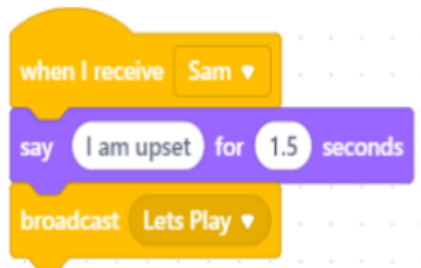 when I receive Sam
say I am upset for 1.5 seconds
broadcast Lets Play